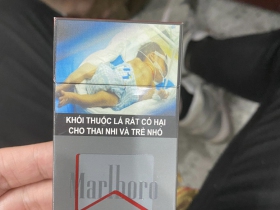 KHÓI THUỐC LÁ RẤT CÓ HẠI
CHO THAI NHI VÀ TRẺ NHỎ
Marlboro